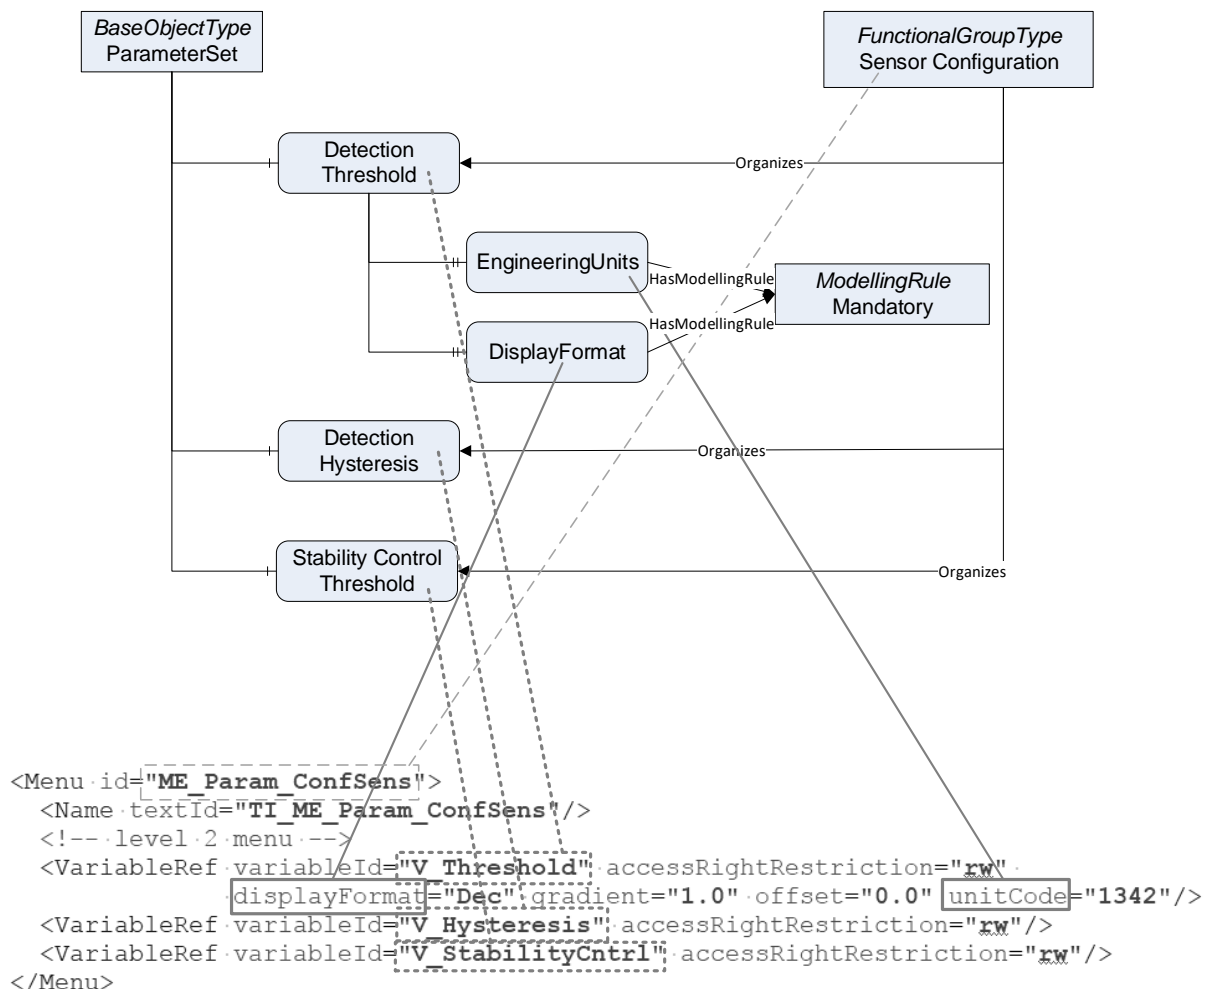 BaseObjectType
ParameterSet
FunctionalGroupType
Sensor Configuration
Detection
Threshold
Organizes
EngineeringUnits
HasModellingRule
ModellingRule
Mandatory
HasModellingRule
DisplayFormat
Detection
Hysteresis
Organizes
Stability Control
Threshold
Organizes
<Menu·id="ME_Param_ConfSens">
<Name·textId="TI_ME_Param_ConfSens"/>
<!--·level·2·menu·-->
<VariableRef·variableId="V_Threshold"·accessRightRestriction="rw"·
displayFormat="Dec"·gradient="1.0"·offset="0.0"·unitCode="1342"/>
<VariableRef·variableId="V_Hysteresis"·accessRightRestriction="rw"/>
<VariableRef·variableId="V_StabilityCntrl"·accessRightRestriction="rw"/>
</Menu>